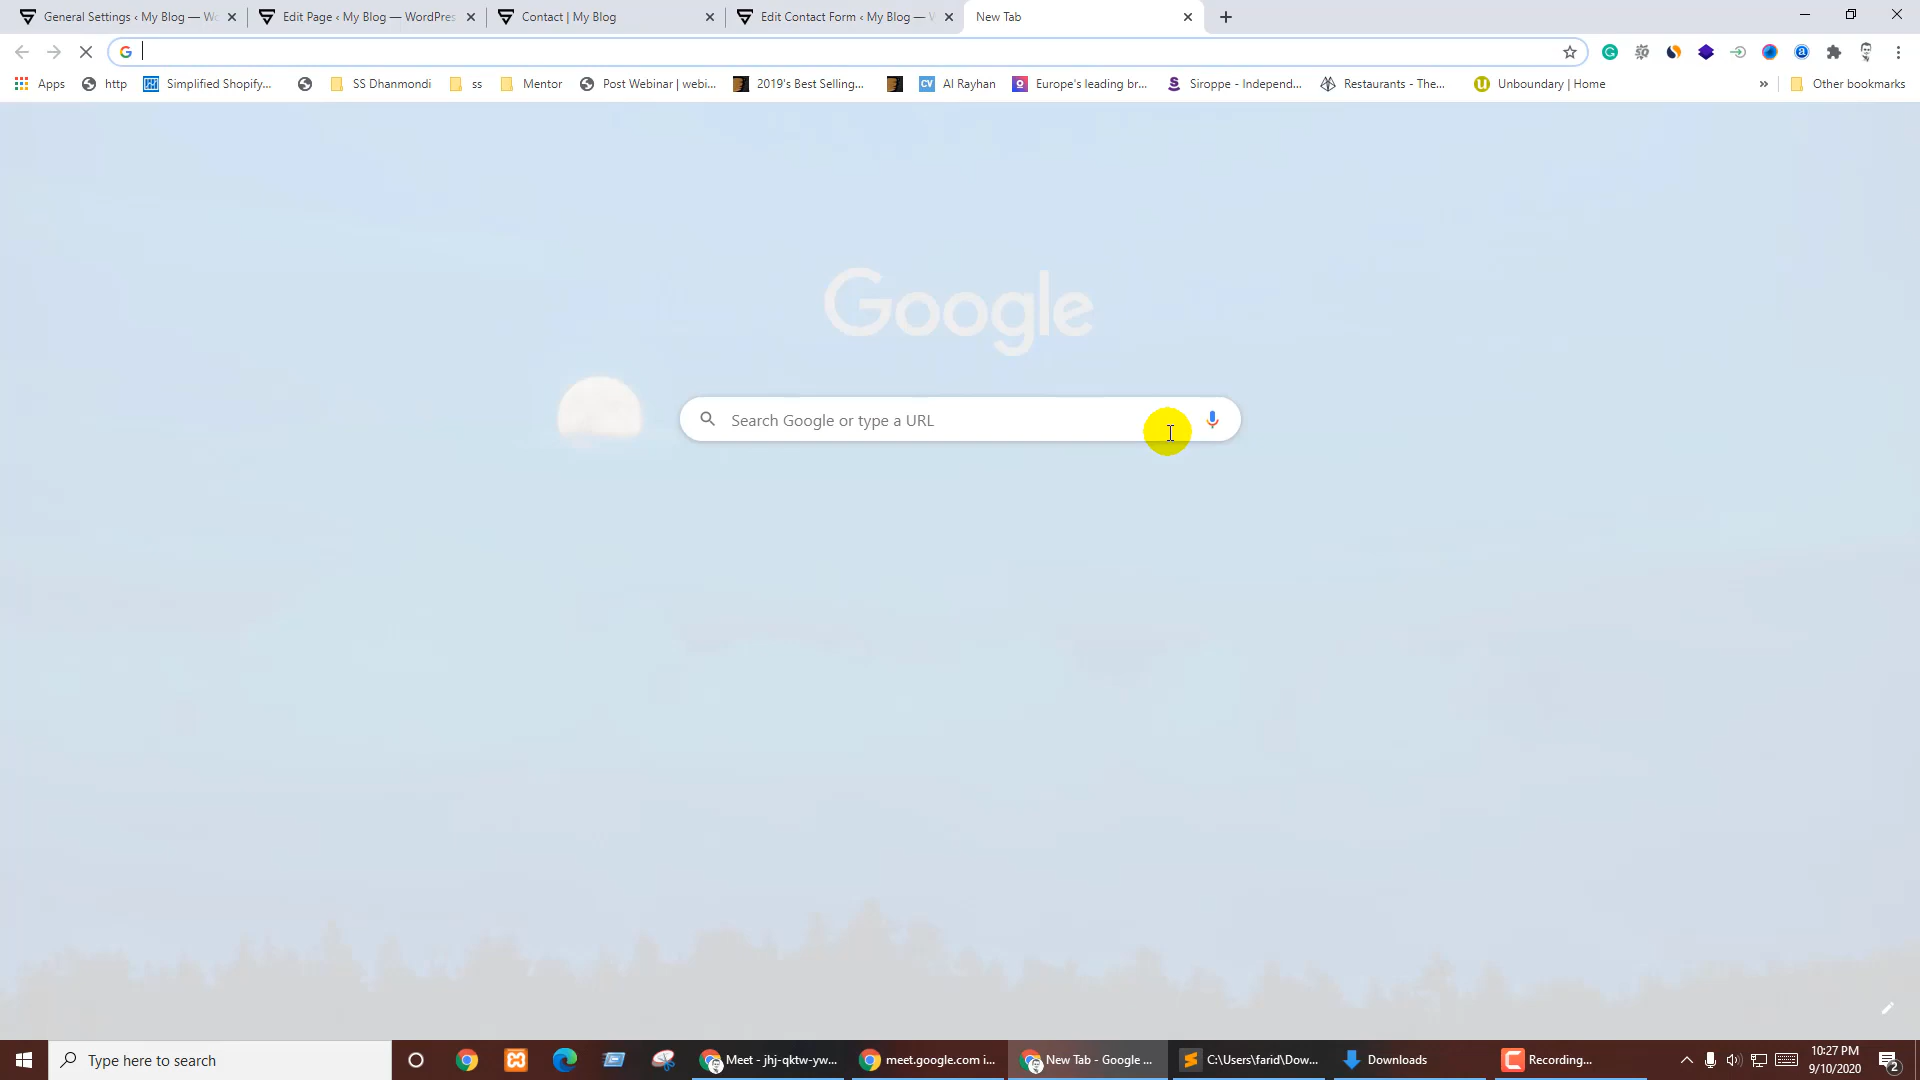 General Settings ‹ My Blog — Wo
Edit Page ‹ My Blog — WordPres
Contact | My Blog
Edit Contact Form ‹ My Blog — W
New Tab
Apps
http
Simplified Shopify...
SS Dhanmondi
ss
Mentor
Post Webinar | webi...
2019's Best Selling...
CV
Al Rayhan
Europe's leading br...
Siroppe - Independ...
Restaurants - The...
Unboundary | Home
»
Other bookmarks
Google
Search Google or type a URL
Type here to search
Meet - jhj-qktw-yw...
meet.google.com i...
New Tab - Google ...
C:\Users\farid\Dow...
Downloads
Recording...
10:27 PM
9/10/2020
2